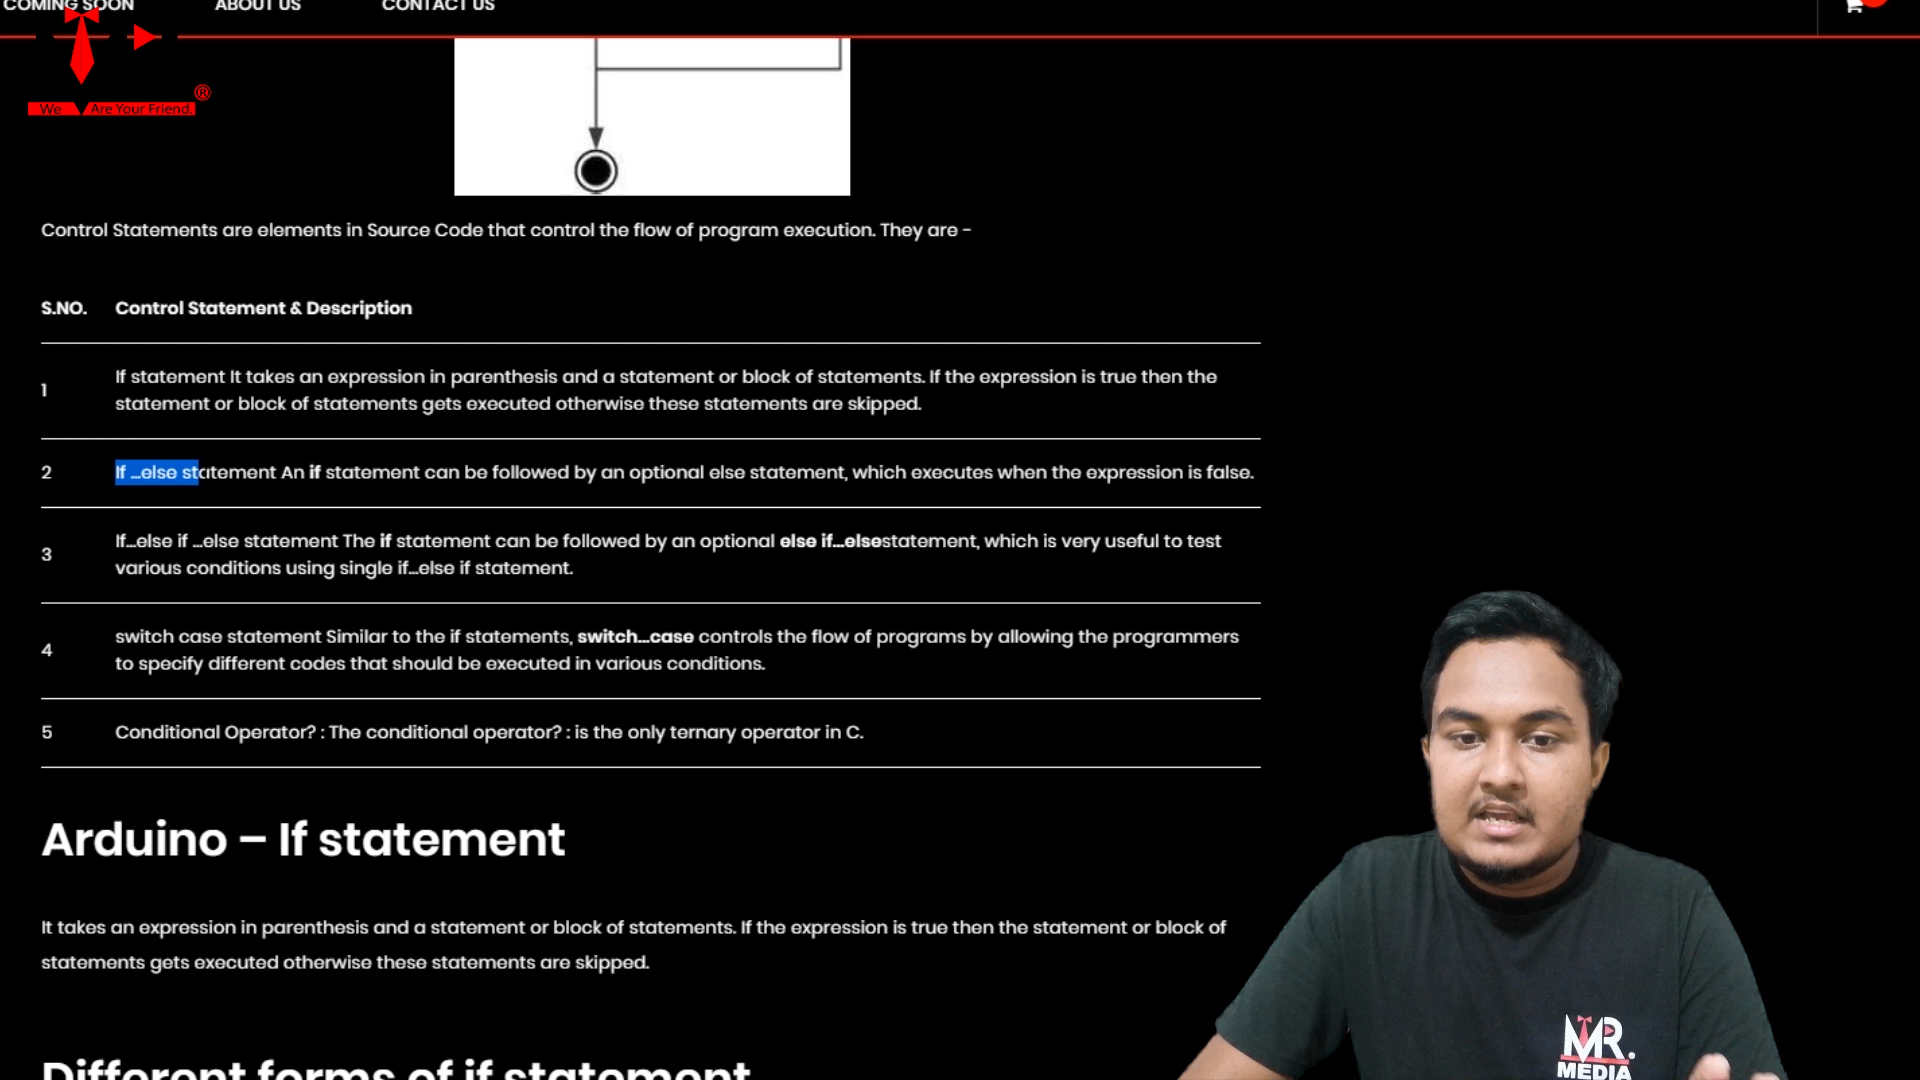 COMING SOON
ABOUT US
CONTACT US
We Are Your Friend.
®
Control Statements are elements in Source Code that control the flow of program execution. They are -
S.NO. Control Statement & Description
1
If statement It takes an expression in parenthesis and a statement or block of statements. If the expression is true then the
statement or block of statements gets executed otherwise these statements are skipped.
2 If ...else statement An if statement can be followed by an optional else statement, which executes when the expression is false.
3
If...else if ...else statement The if statement can be followed by an optional else if...elsestatement, which is very useful to test
various conditions using single if...else if statement.
4
switch case statement Similar to the if statements, switch...case controls the flow of programs by allowing the programmers
to specify different codes that should be executed in various conditions.
5 Conditional Operator? : The conditional operator? : is the only ternary operator in C.
Arduino – If statement
It takes an expression in parenthesis and a statement or block of statements. If the expression is true then the statement or block of
statements gets executed otherwise these statements are skipped.
Different forms of if statement
MR.
MEDIA